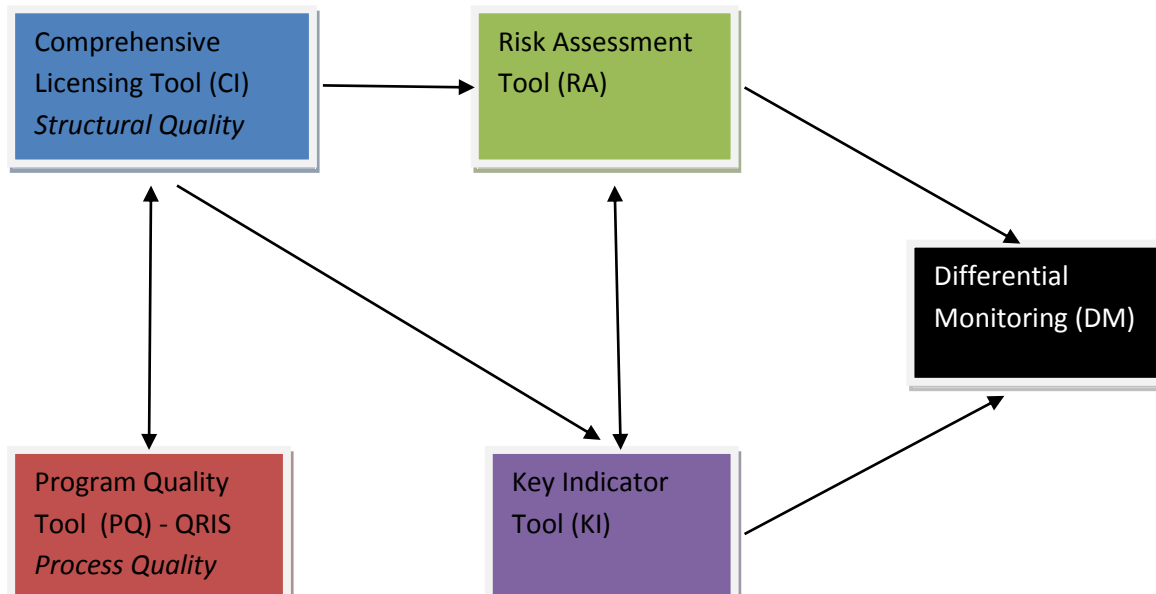 Comprehensive
Licensing Tool (CI)
Structural Quality
Risk Assessment
Tool (RA)
Differential
Monitoring (DM)
Program Quality
Tool  (PQ) - QRIS
Process Quality
Key Indicator
Tool (KI)